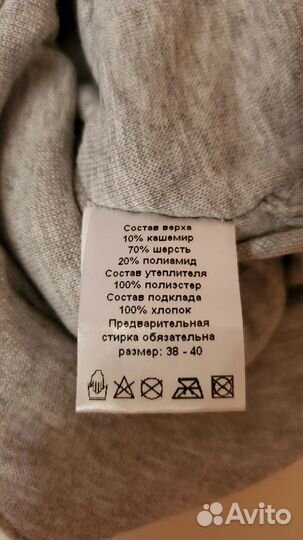 Состав верха
10% кашемир
70% шерсть
20% полиамид
Состав утеплителя
100% полиэстер
Состав подклада
100% хлопок
Предварительная
стирка обязательна
размер: 38 - 40
Avito